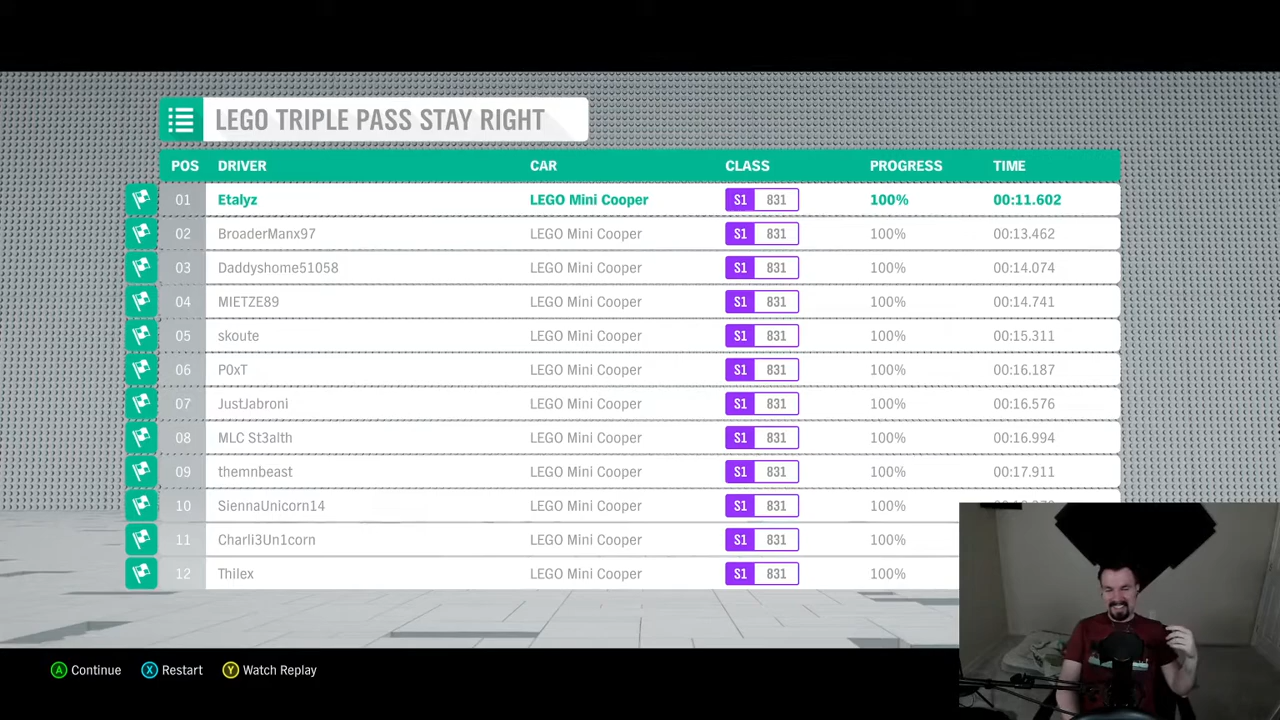 LEGO TRIPLE PASS STAY RIGHT
POS DRIVER CAR CLASS PROGRESS TIME
01 Etalyz LEGO Mini Cooper S1 831 100% 00:11.602
02 BroaderManx97 LEGO Mini Cooper S1 831 100% 00:13.462
03 Daddyshome51058 LEGO Mini Cooper S1 831 100% 00:14.074
04 MIETZE89 LEGO Mini Cooper S1 831 100% 00:14.741
05 skoute LEGO Mini Cooper S1 831 100% 00:15.311
06 P0xT LEGO Mini Cooper S1 831 100% 00:16.187
07 JustJabroni LEGO Mini Cooper S1 831 100% 00:16.576
08 MLC St3alth LEGO Mini Cooper S1 831 100% 00:16.994
09 themnbeast LEGO Mini Cooper S1 831 100% 00:17.911
10 SiennaUnicorn14 LEGO Mini Cooper S1 831 100%
11 Charli3Un1corn LEGO Mini Cooper S1 831 100%
12 Thilex LEGO Mini Cooper S1 831 100%
A Continue X Restart Y Watch Replay